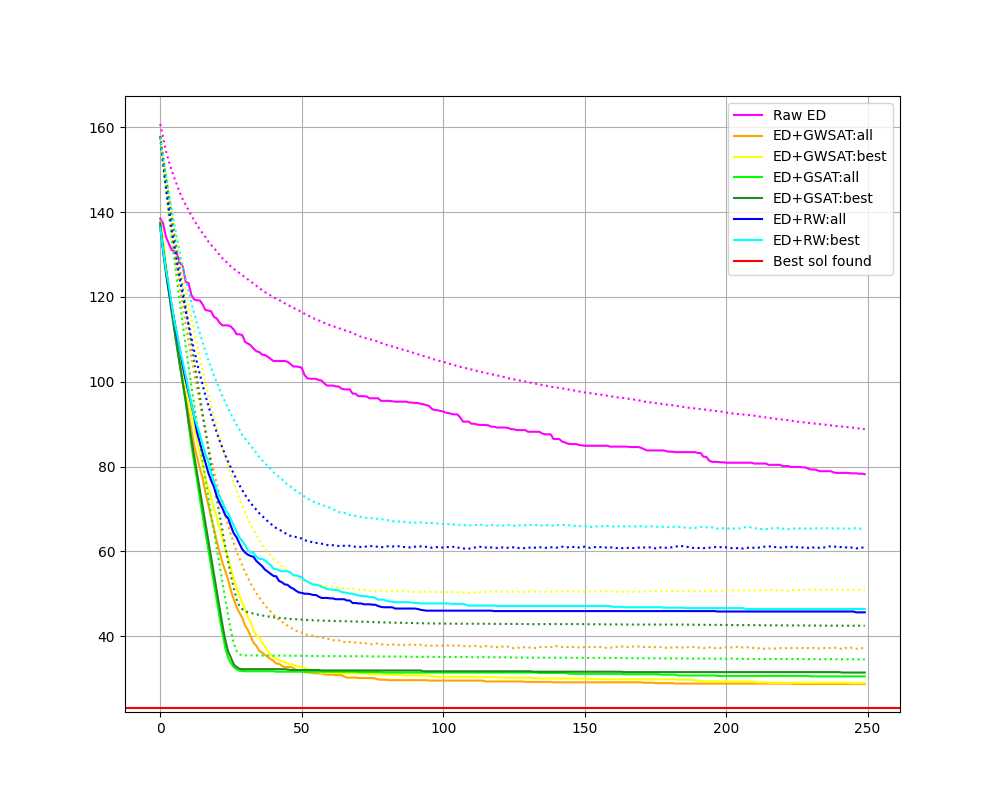 160
140
120
100
80
60
40
0
50
100
150
200
250
Raw ED
ED+GWSAT:all
ED+GWSAT:best
ED+GSAT:all
ED+GSAT:best
ED+RW:all
ED+RW:best
Best sol found